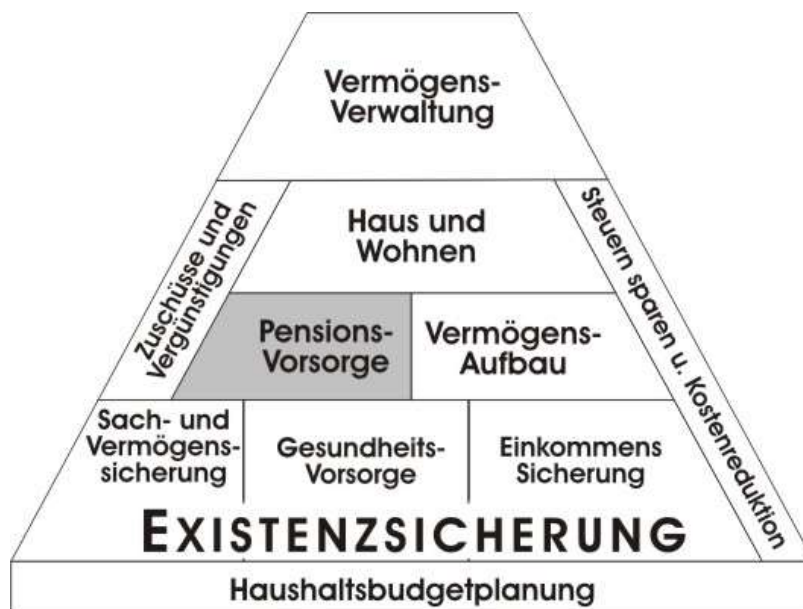 Vermögens-
Verwaltung
Zuschüsse und
Vergünstigungen
Haus und
Wohnen
Steuern sparen u. Kostenreduktion
Pensions-
Vorsorge
Vermögens-
Aufbau
Sach- und
Vermögens-
sicherung
Gesundheits-
Vorsorge
Einkommens
Sicherung
EXISTENZSICHERUNG
Haushaltsbudgetplanung